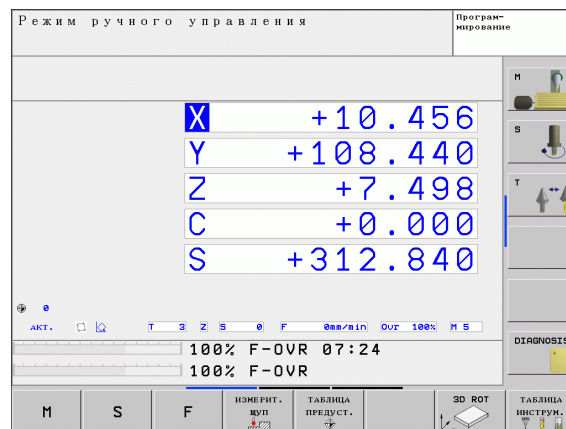 Режим ручного управления
Програм-
мирование
M
X +10.456
S
Y +108.440
T
Z +7.498
C +0.000
S +312.840
0
АКТ. T 3 Z S 0 F 0mm/min Ovr 100% M 5
DIAGNOSIS
100% F-OVR 07:24
100% F-OVR
M S F ИЗМЕРИТ. ЩУП ТАБЛИЦА ПРЕДУСТ. 3D ROT ТАБЛИЦА ИНСТРУМ.